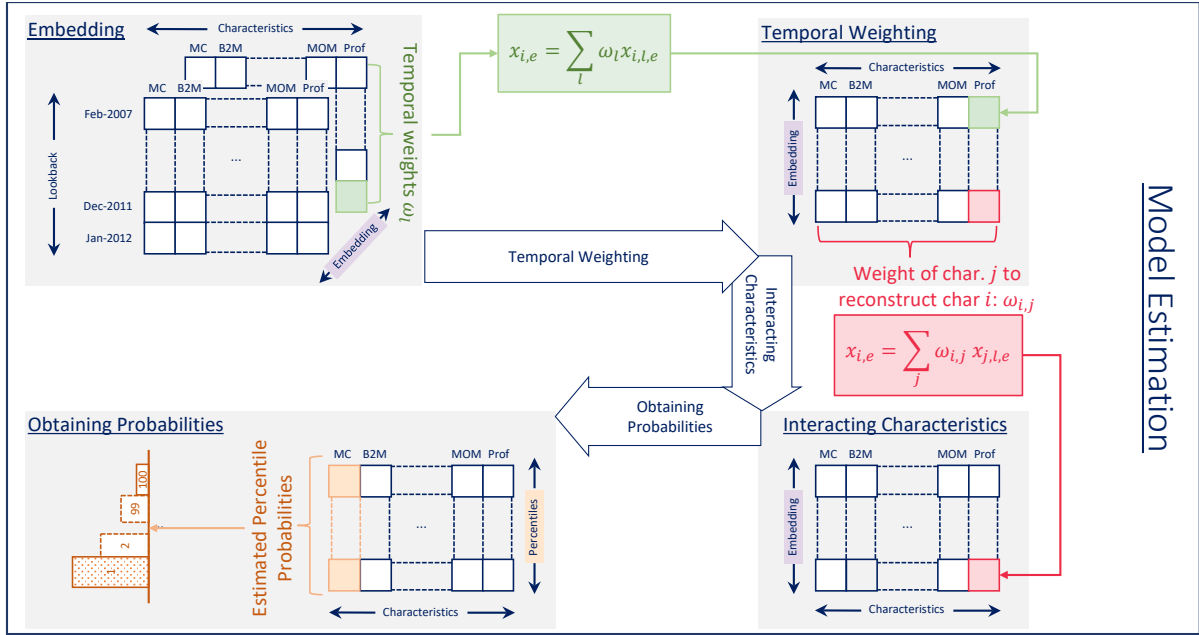 Embedding
Characteristics
MC B2M MOM Prof
MC B2M MOM Prof
Lookback
Feb-2007
...
Dec-2011
Jan-2012
Embedding
Temporal weights ω_l
x_{i,e} = ∑_l ω_l x_{i,l,e}
Temporal Weighting
Characteristics
MC B2M MOM Prof
Embedding
...
Weight of char. j to
reconstruct char i: ω_{i,j}
x_{i,e} = ∑_j ω_{i,j} x_{j,l,e}
Model Estimation
Temporal Weighting
Interacting
Characteristics
Obtaining
Probabilities
Obtaining Probabilities
100
99
...
2
1
Estimated Percentile
Probabilities
MC B2M MOM Prof
...
Percentiles
Characteristics
Interacting Characteristics
MC B2M MOM Prof
Embedding
...
Characteristics